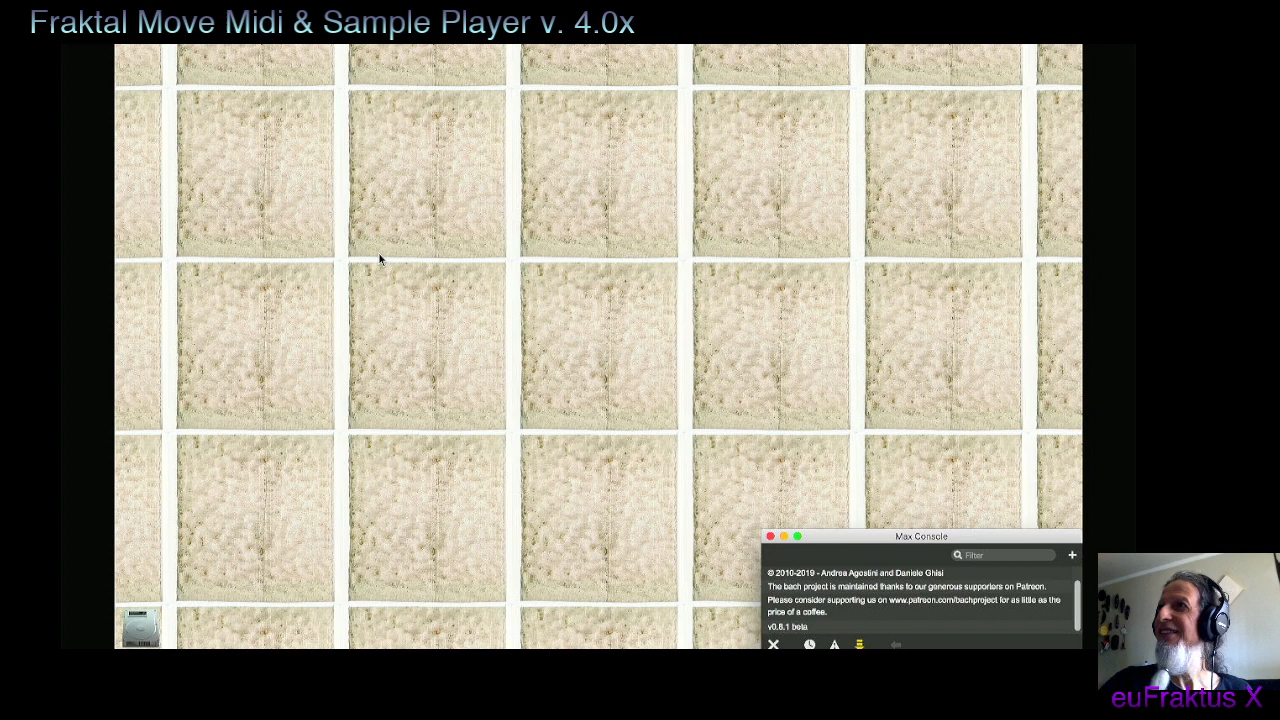 Fraktal Move Midi & Sample Player v. 4.0x
Max Console
Filter
© 2010-2019 - Andrea Agostini and Daniele Ghisi
The bach project is maintained thanks to our generous supporters on Patreon.
Please consider supporting us on www.patreon.com/bachproject for as little as the
price of a coffee.
v0.8.1 beta
euFraktus X